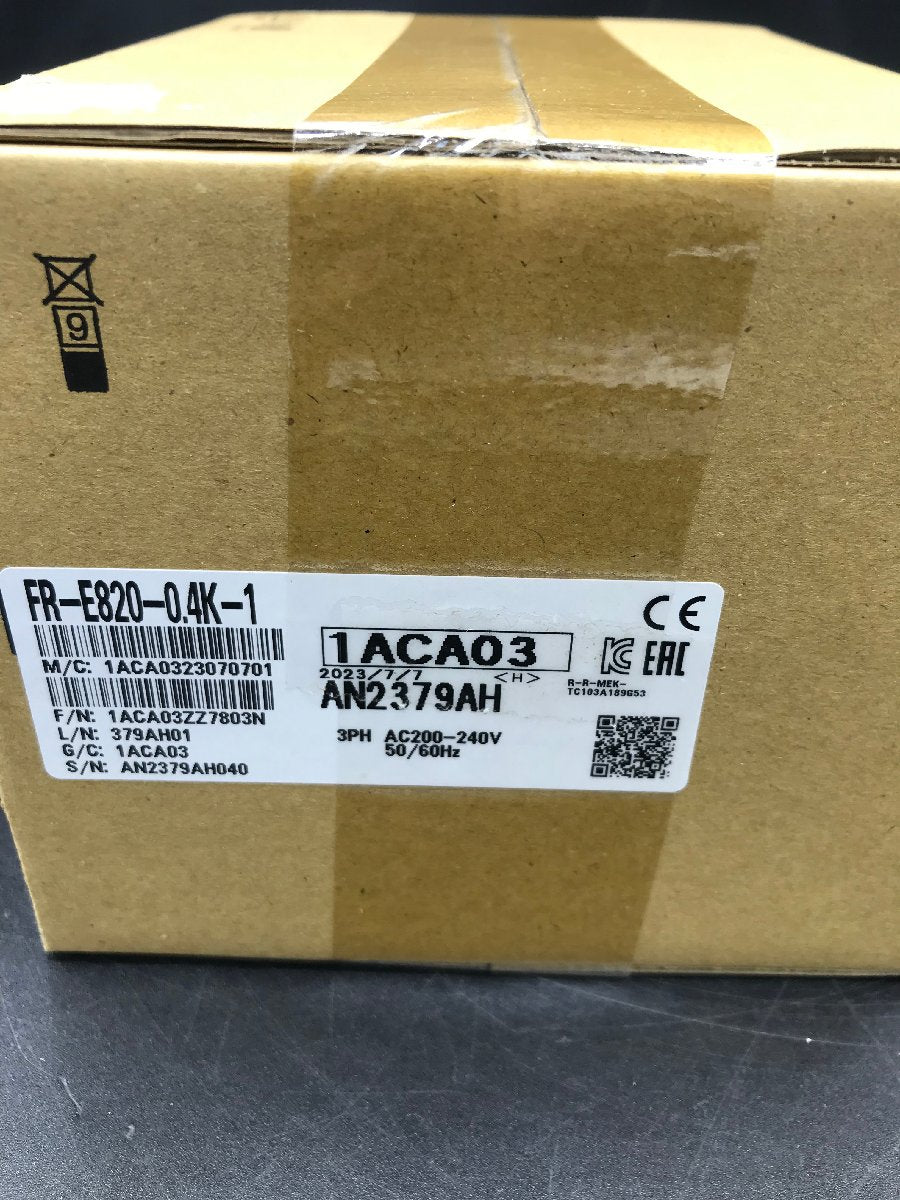 9
FR-E820-0.4K-1
M/C: 1ACA0323070701
F/N: 1ACA03ZZ7803N
L/N: 379AH01
G/C: 1ACA03
S/N: AN2379AH040
1ACA03
2023/7/7 <H>
AN2379AH
3PH AC200-240V
50/60Hz
CE
KC EAC
R-R-MEK-
TC103A189G53